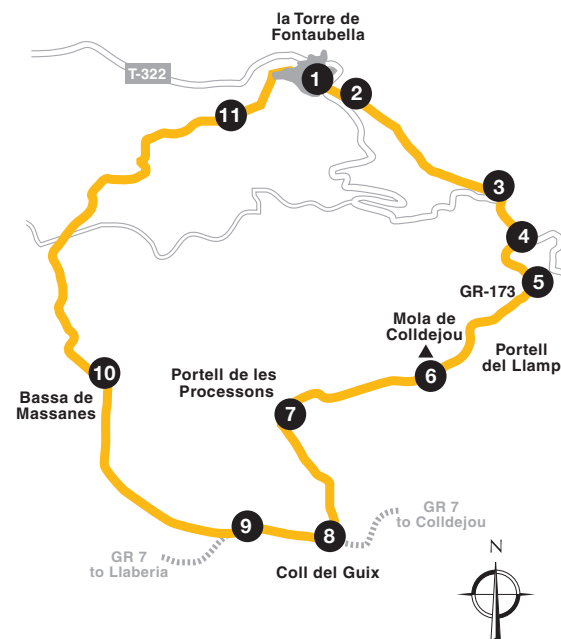 la Torre de
Fontaubella
T-322
1
2
11
3
4
5
GR-173
Mola de
Colldejou
Portell
del Llamp
6
10
Portell de les
Processons
Bassa de
Massanes
7
GR 7
to Colldejou
9
8
GR 7
to Llaberia
Coll del Guix
N